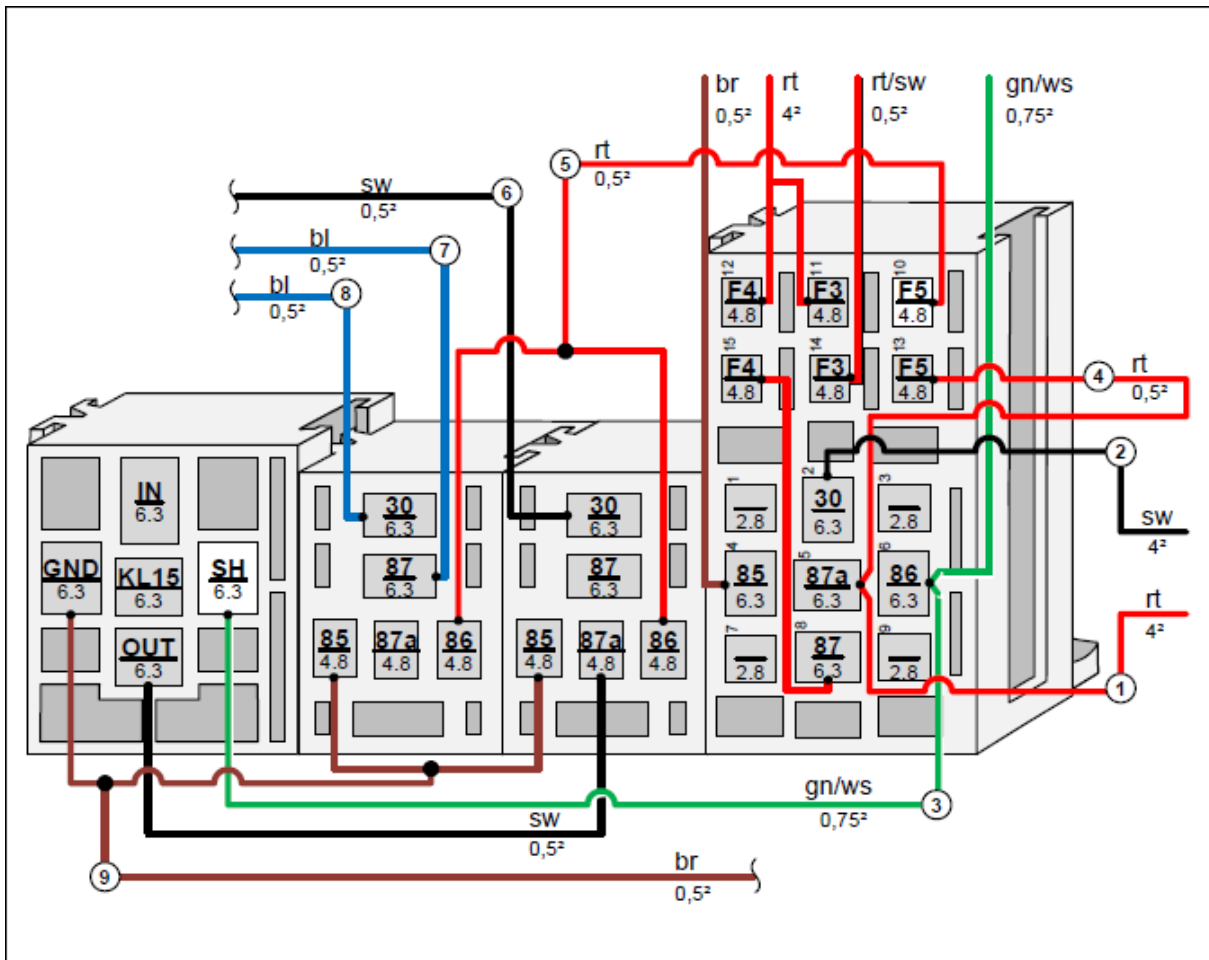 br
0,5²
rt
4²
rt/sw
0,5²
gn/ws
0,75²
5
rt
0,5²
6
sw
0,5²
bl
0,5²
7
bl
0,5²
8
12
F4
4.8
11
F3
4.8
10
F5
4.8
15
F4
4.8
14
F3
4.8
13
F5
4.8
4
rt
0,5²
2
sw
4²
1
2.8
2
30
6.3
3
2.8
4
85
6.3
5
87a
6.3
6
86
6.3
7
2.8
8
87
6.3
9
2.8
rt
4²
1
IN
6.3
GND
6.3
KL15
6.3
SH
6.3
OUT
6.3
30
6.3
87
6.3
85
4.8
87a
4.8
86
4.8
30
6.3
87
6.3
85
4.8
87a
4.8
86
4.8
gn/ws
0,75²
3
sw
0,5²
9
br
0,5²